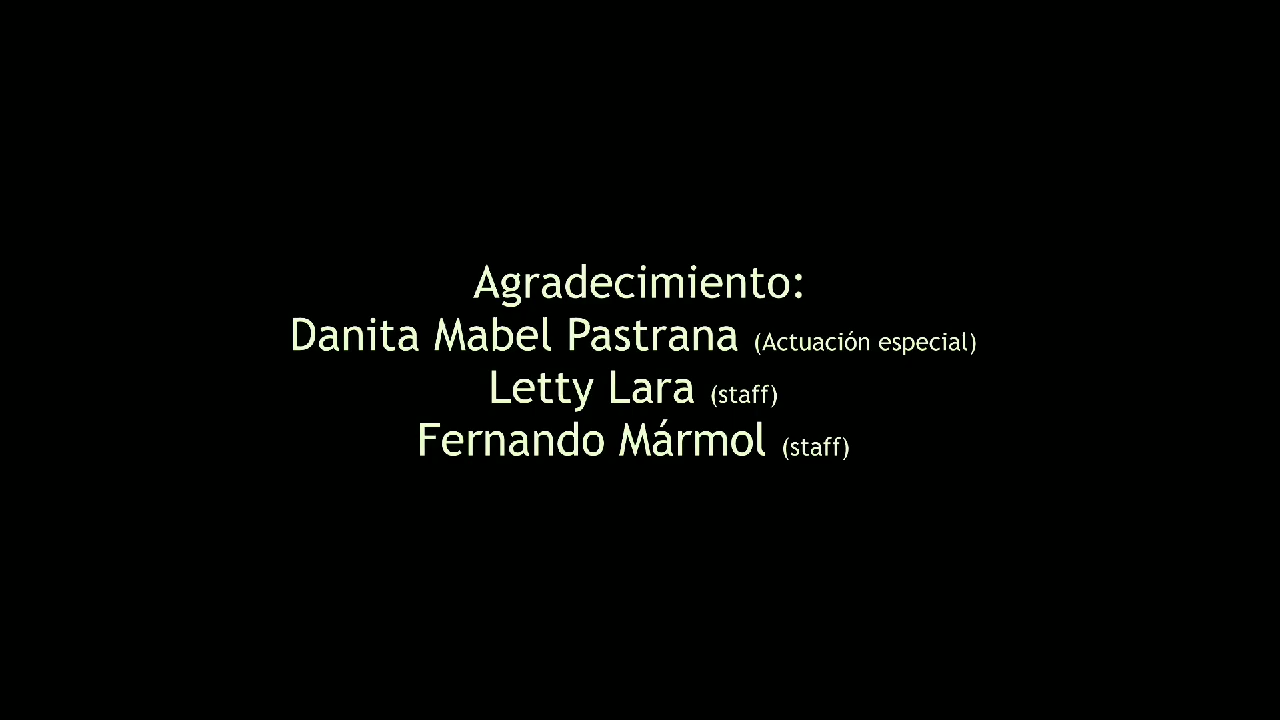 Agradecimiento:
Danita Mabel Pastrana (Actuación especial)
Letty Lara (staff)
Fernando Mármol (staff)